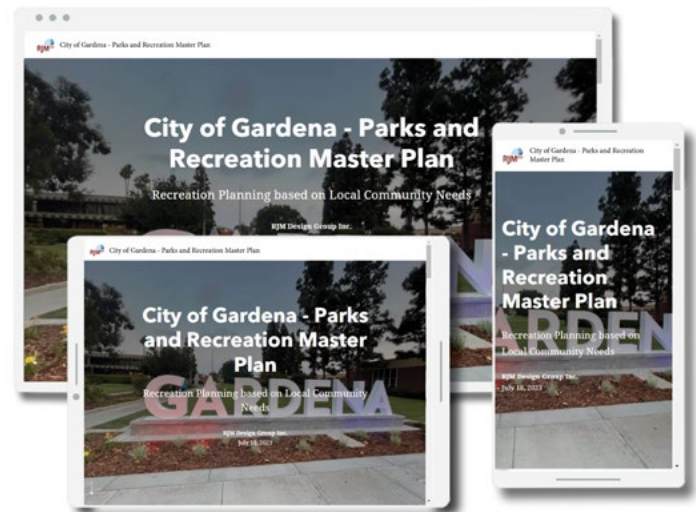 RJM
City of Gardena - Parks and Recreation Master Plan
City of Gardena - Parks and
Recreation Master Plan
Recreation Planning based on Local Community Needs
RJM Design Group Inc.
RJM
City of Gardena - Parks and Recreation Master Plan
City of Gardena - Parks
and Recreation Master
Plan
Recreation Planning based on Local Community
Needs
RJM Design Group Inc.
July 18, 2023
GARDENA
RJM
City of Gardena - Parks and Recreation
Master Plan
City of Gardena
- Parks and
Recreation
Master Plan
Recreation Planning based on
Local Community Needs
RJM Design Group Inc.
July 18, 2023
ARDEN